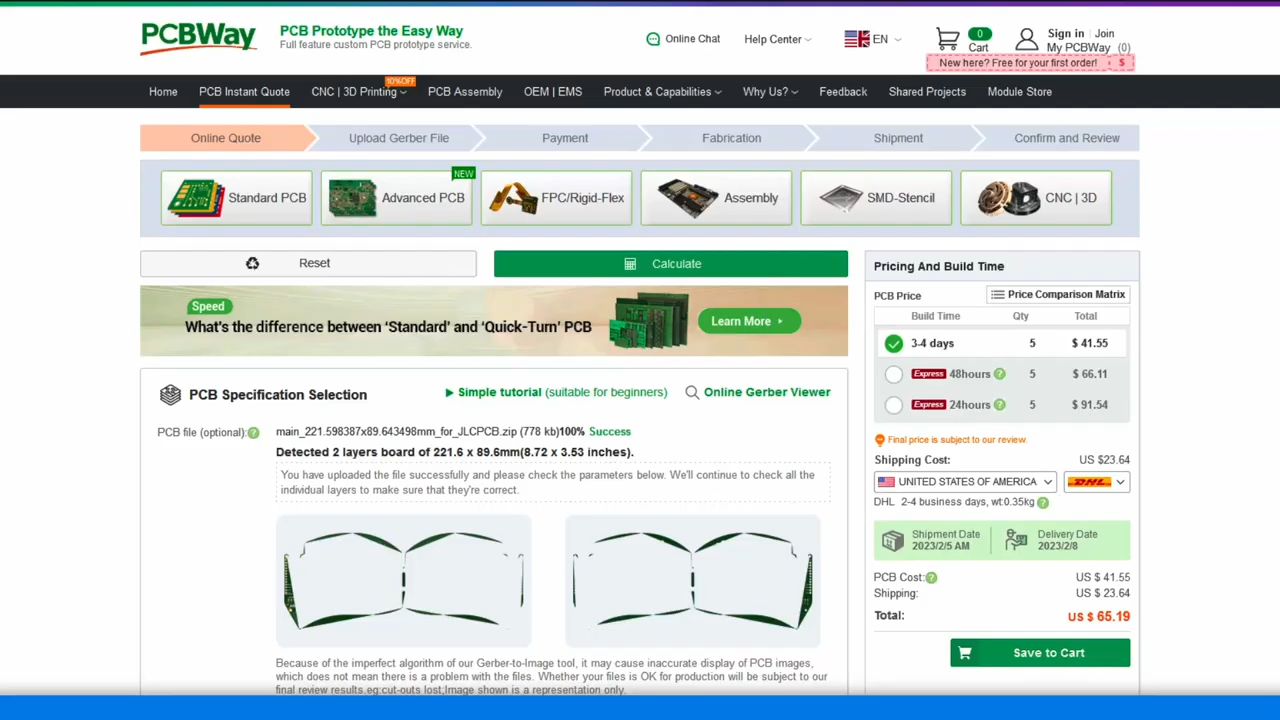 PCBWay
PCB Prototype the Easy Way
Full feature custom PCB prototype service.
Online Chat
Help Center
EN
0
Cart
Sign in | Join
My PCBWay (0)
New here? Free for your first order! $
10%OFF
Home
PCB Instant Quote
CNC | 3D Printing
PCB Assembly
OEM | EMS
Product & Capabilities
Why Us?
Feedback
Shared Projects
Module Store
Online Quote
Upload Gerber File
Payment
Fabrication
Shipment
Confirm and Review
Standard PCB
NEW
Advanced PCB
FPC/Rigid-Flex
Assembly
SMD-Stencil
CNC | 3D
Reset
Calculate
Speed
What's the difference between ‘Standard’ and ‘Quick-Turn’ PCB
Learn More
PCB Specification Selection
Simple tutorial (suitable for beginners)
Online Gerber Viewer
PCB file (optional):?
main_221.598387x89.643498mm_for_JLCPCB.zip (778 kb)100% Success
Detected 2 layers board of 221.6 x 89.6mm(8.72 x 3.53 inches).
You have uploaded the file successfully and please check the parameters below. We'll continue to check all the
individual layers to make sure that they're correct.
Because of the imperfect algorithm of our Gerber-to-Image tool, it may cause inaccurate display of PCB images,
which does not mean there is a problem with the files. Whether your files is OK for production will be subject to our
final review results.eg:cut-outs lost;Image shown is a representation only.
Pricing And Build Time
PCB Price
Price Comparison Matrix
Build Time Qty Total
3-4 days 5 $ 41.55
Express 48hours ? 5 $ 66.11
Express 24hours ? 5 $ 91.54
Final price is subject to our review.
Shipping Cost: US $23.64
UNITED STATES OF AMERICA
DHL
DHL 2-4 business days, wt:0.35kg ?
Shipment Date
2023/2/5 AM
Delivery Date
2023/2/8
PCB Cost:? US $ 41.55
Shipping: US $ 23.64
Total: US $ 65.19
Save to Cart